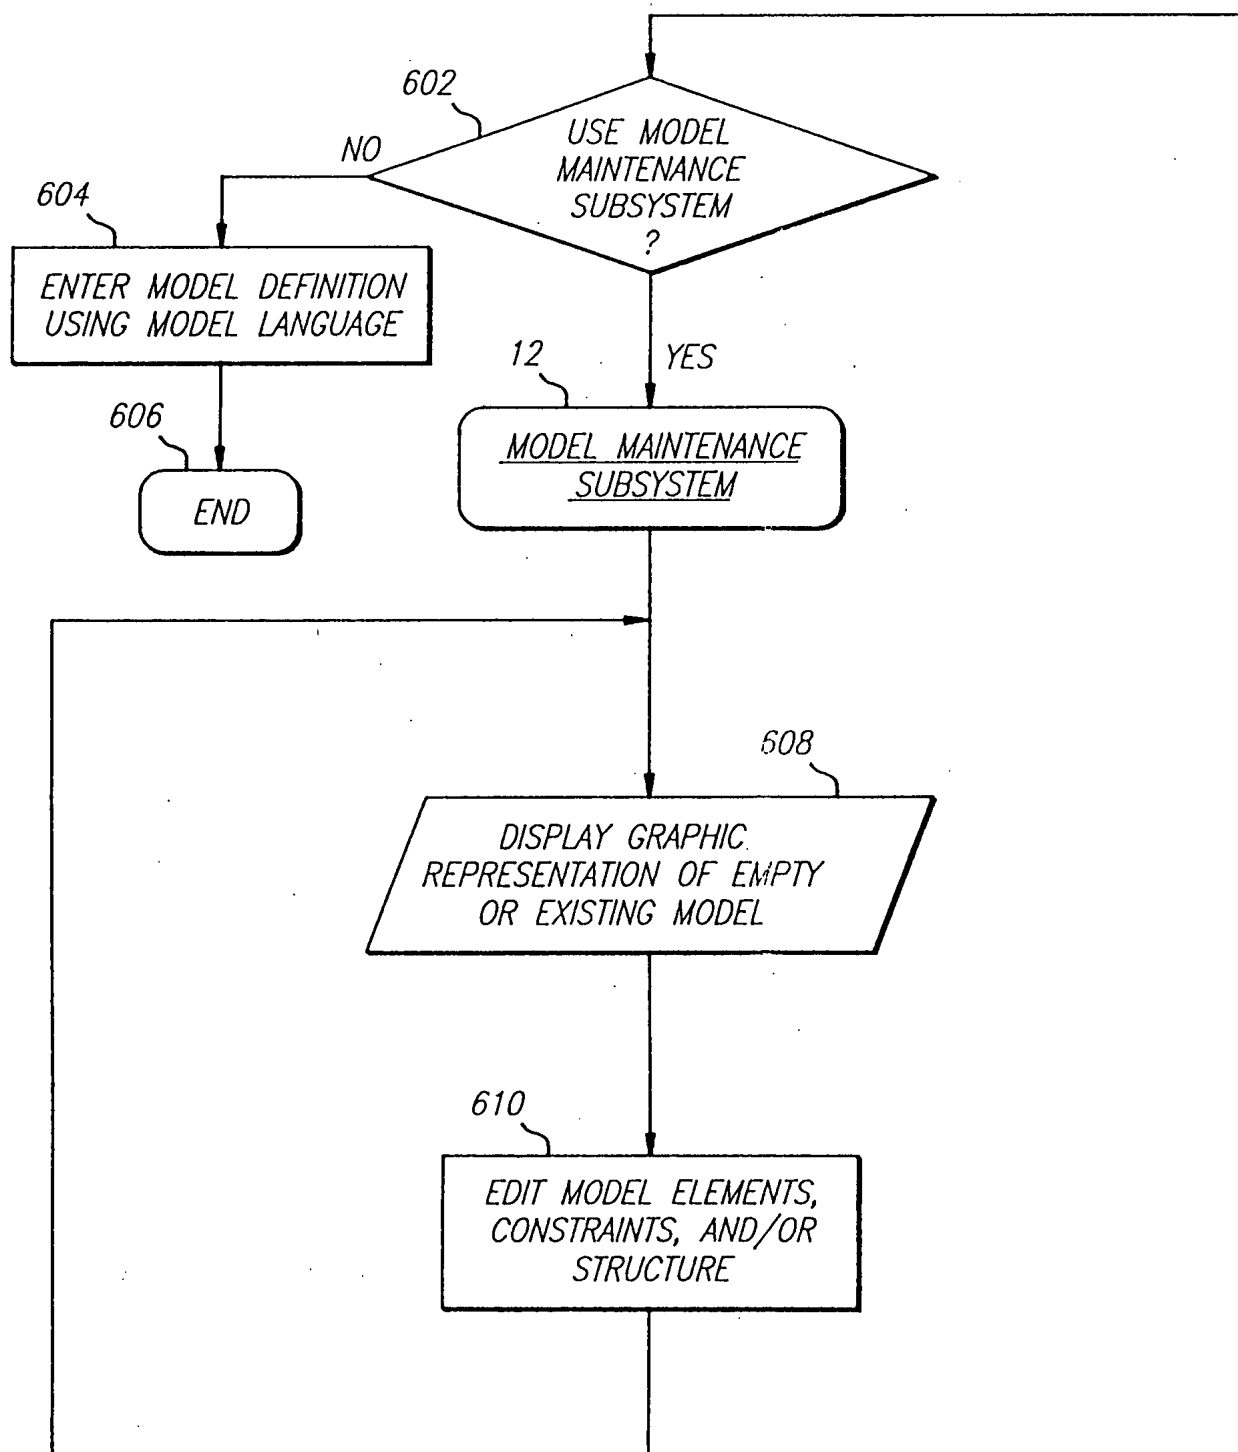 602
USE MODEL
MAINTENANCE
SUBSYSTEM
?
NO
604
ENTER MODEL DEFINITION
USING MODEL LANGUAGE
YES
12
606
MODEL MAINTENANCE
SUBSYSTEM
END
608
DISPLAY GRAPHIC
REPRESENTATION OF EMPTY
OR EXISTING MODEL
610
EDIT MODEL ELEMENTS,
CONSTRAINTS, AND/OR
STRUCTURE